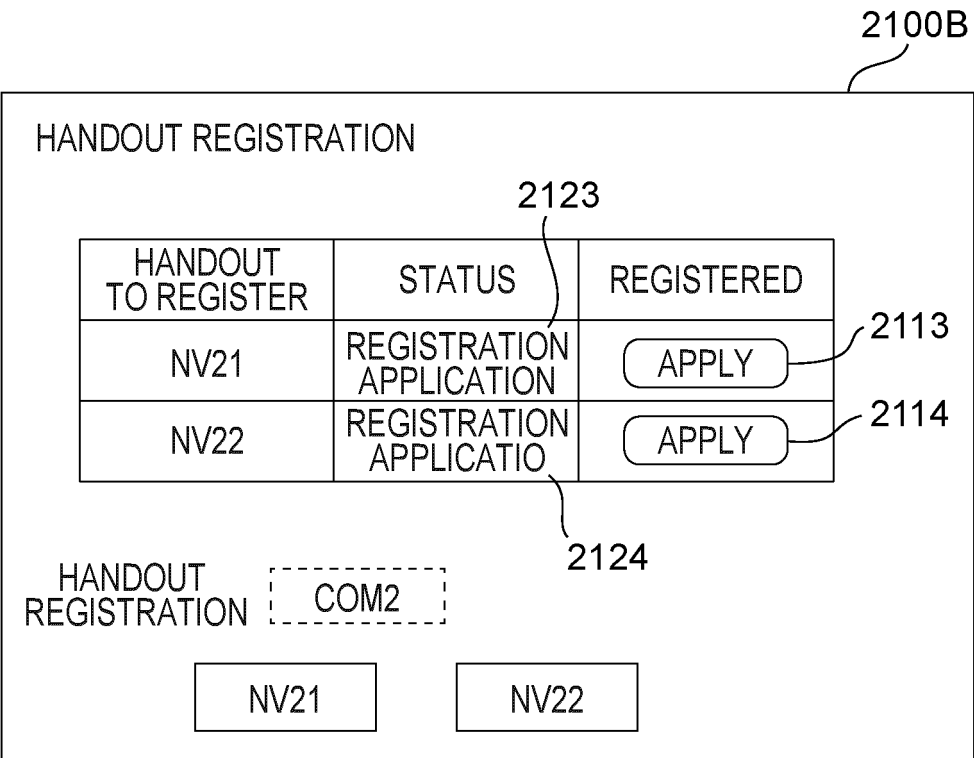 2100B
HANDOUT REGISTRATION
2123
HANDOUT
TO REGISTER
STATUS
REGISTERED
NV21
REGISTRATION
APPLICATION
APPLY
2113
NV22
REGISTRATION
APPLICATIO
APPLY
2114
2124
HANDOUT
REGISTRATION
COM2
NV21
NV22